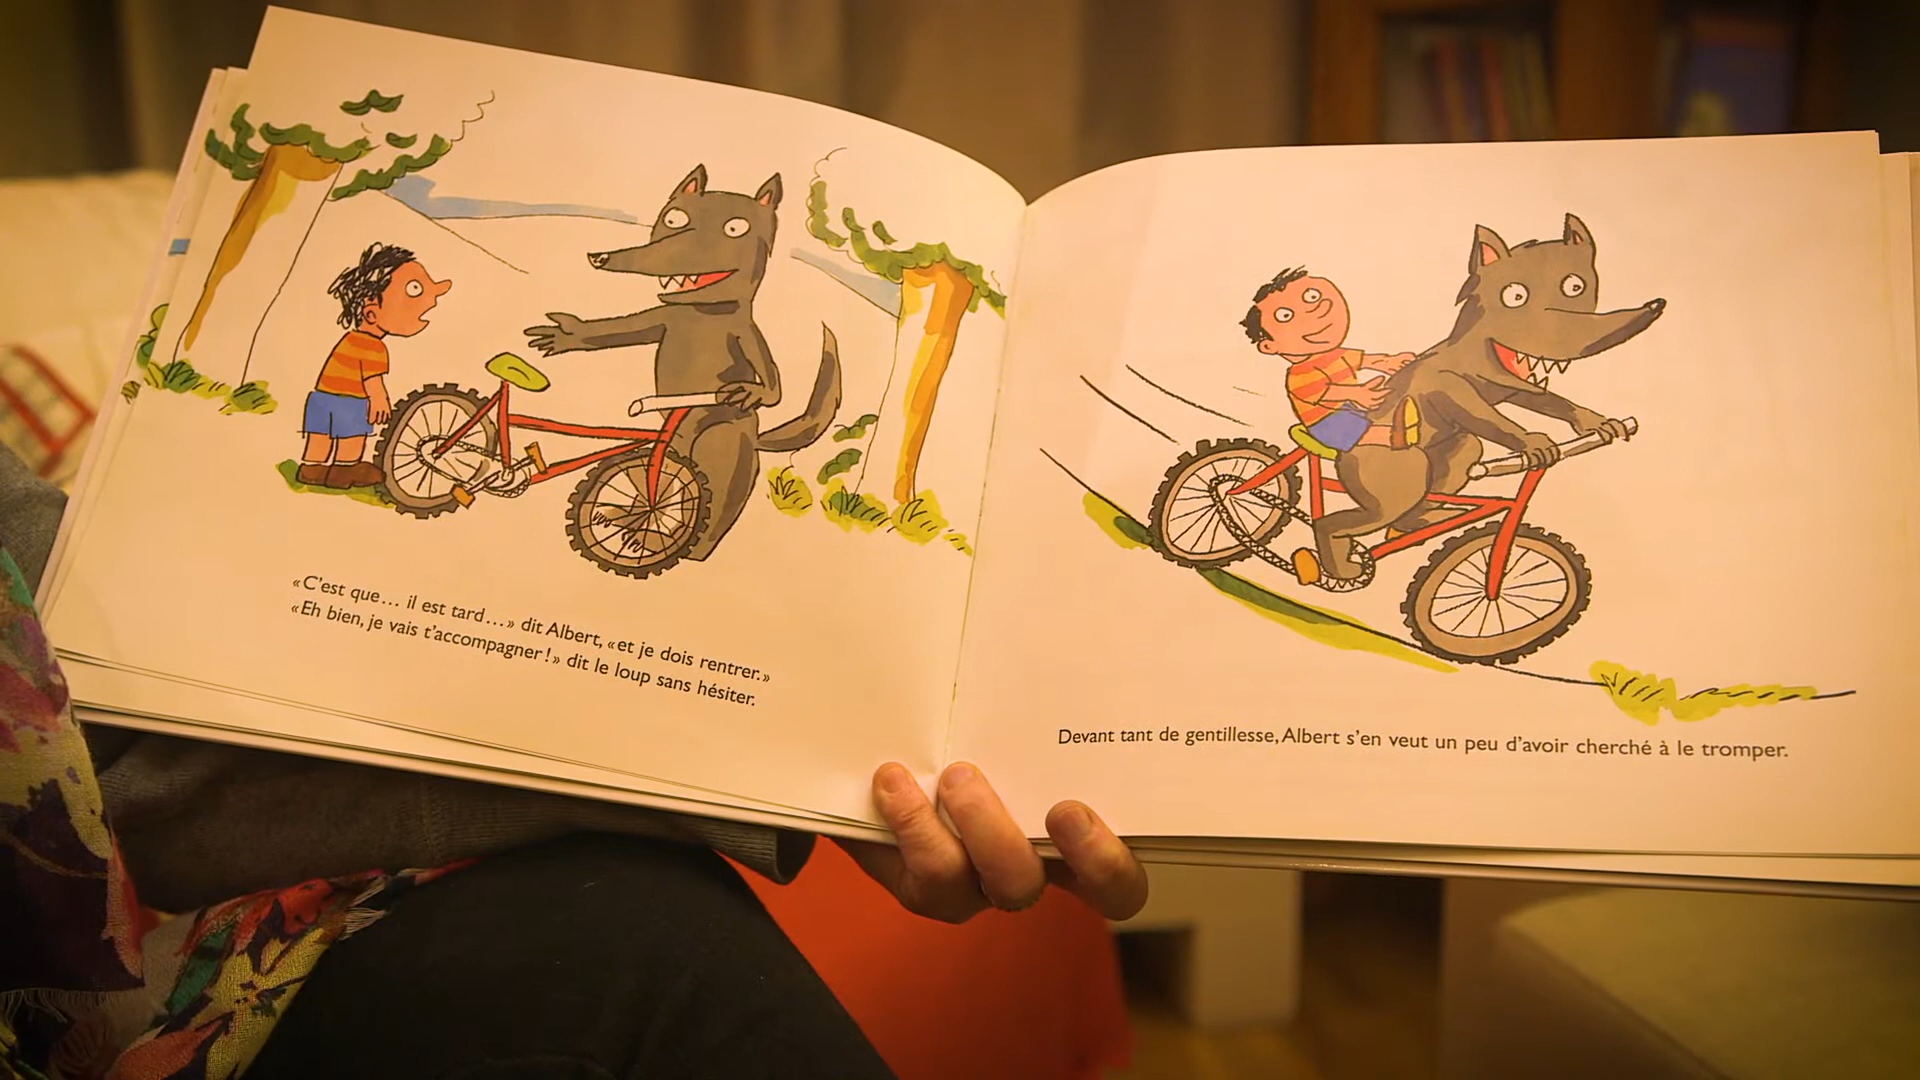 «C'est que... il est tard...» dit Albert, «et je dois rentrer.»
«Eh bien, je vais t'accompagner!» dit le loup sans hésiter.
Devant tant de gentillesse, Albert s'en veut un peu d'avoir cherché à le tromper.